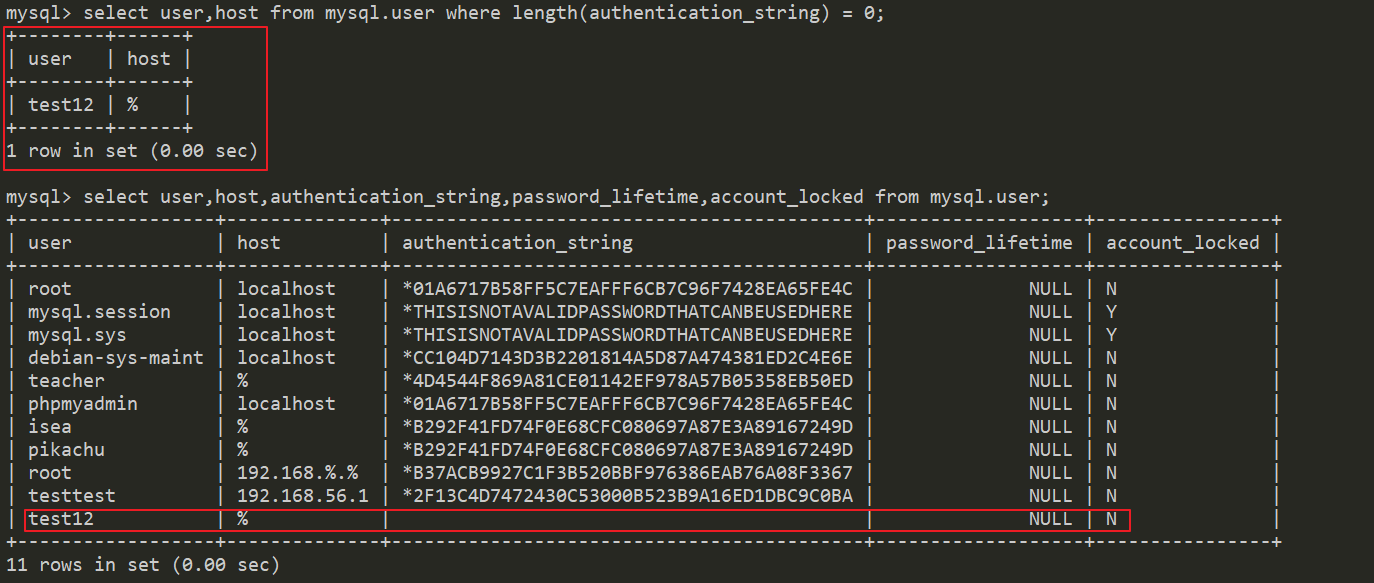 mysql> select user,host from mysql.user where length(authentication_string) = 0;
+--------+------+
| user   | host |
+--------+------+
| test12 | %    |
+--------+------+
1 row in set (0.00 sec)
mysql> select user,host,authentication_string,password_lifetime,account_locked from mysql.user;
+------------------+--------------+-------------------------------------------+-------------------+----------------+
| user             | host         | authentication_string                     | password_lifetime | account_locked |
+------------------+--------------+-------------------------------------------+-------------------+----------------+
| root             | localhost    | *01A6717B58FF5C7EAFFF6CB7C96F7428EA65FE4C |              NULL | N              |
| mysql.session    | localhost    | *THISISNOTAVALIDPASSWORDTHATCANBEUSEDHERE |              NULL | Y              |
| mysql.sys        | localhost    | *THISISNOTAVALIDPASSWORDTHATCANBEUSEDHERE |              NULL | Y              |
| debian-sys-maint | localhost    | *CC104D7143D3B2201814A5D87A474381ED2C4E6E |              NULL | N              |
| teacher          | %            | *4D4544F869A81CE01142EF978A57B05358EB50ED |              NULL | N              |
| phpmyadmin       | localhost    | *01A6717B58FF5C7EAFFF6CB7C96F7428EA65FE4C |              NULL | N              |
| isea             | %            | *B292F41FD74F0E68CFC080697A87E3A89167249D |              NULL | N              |
| pikachu          | %            | *B292F41FD74F0E68CFC080697A87E3A89167249D |              NULL | N              |
| root             | 192.168.%.%  | *B37ACB9927C1F3B520BBF976386EAB76A08F3367 |              NULL | N              |
| testtest         | 192.168.56.1 | *2F13C4D7472430C53000B523B9A16ED1DBC9C0BA |              NULL | N              |
| test12           | %            |                                           |              NULL | N              |
+------------------+--------------+-------------------------------------------+-------------------+----------------+
11 rows in set (0.00 sec)